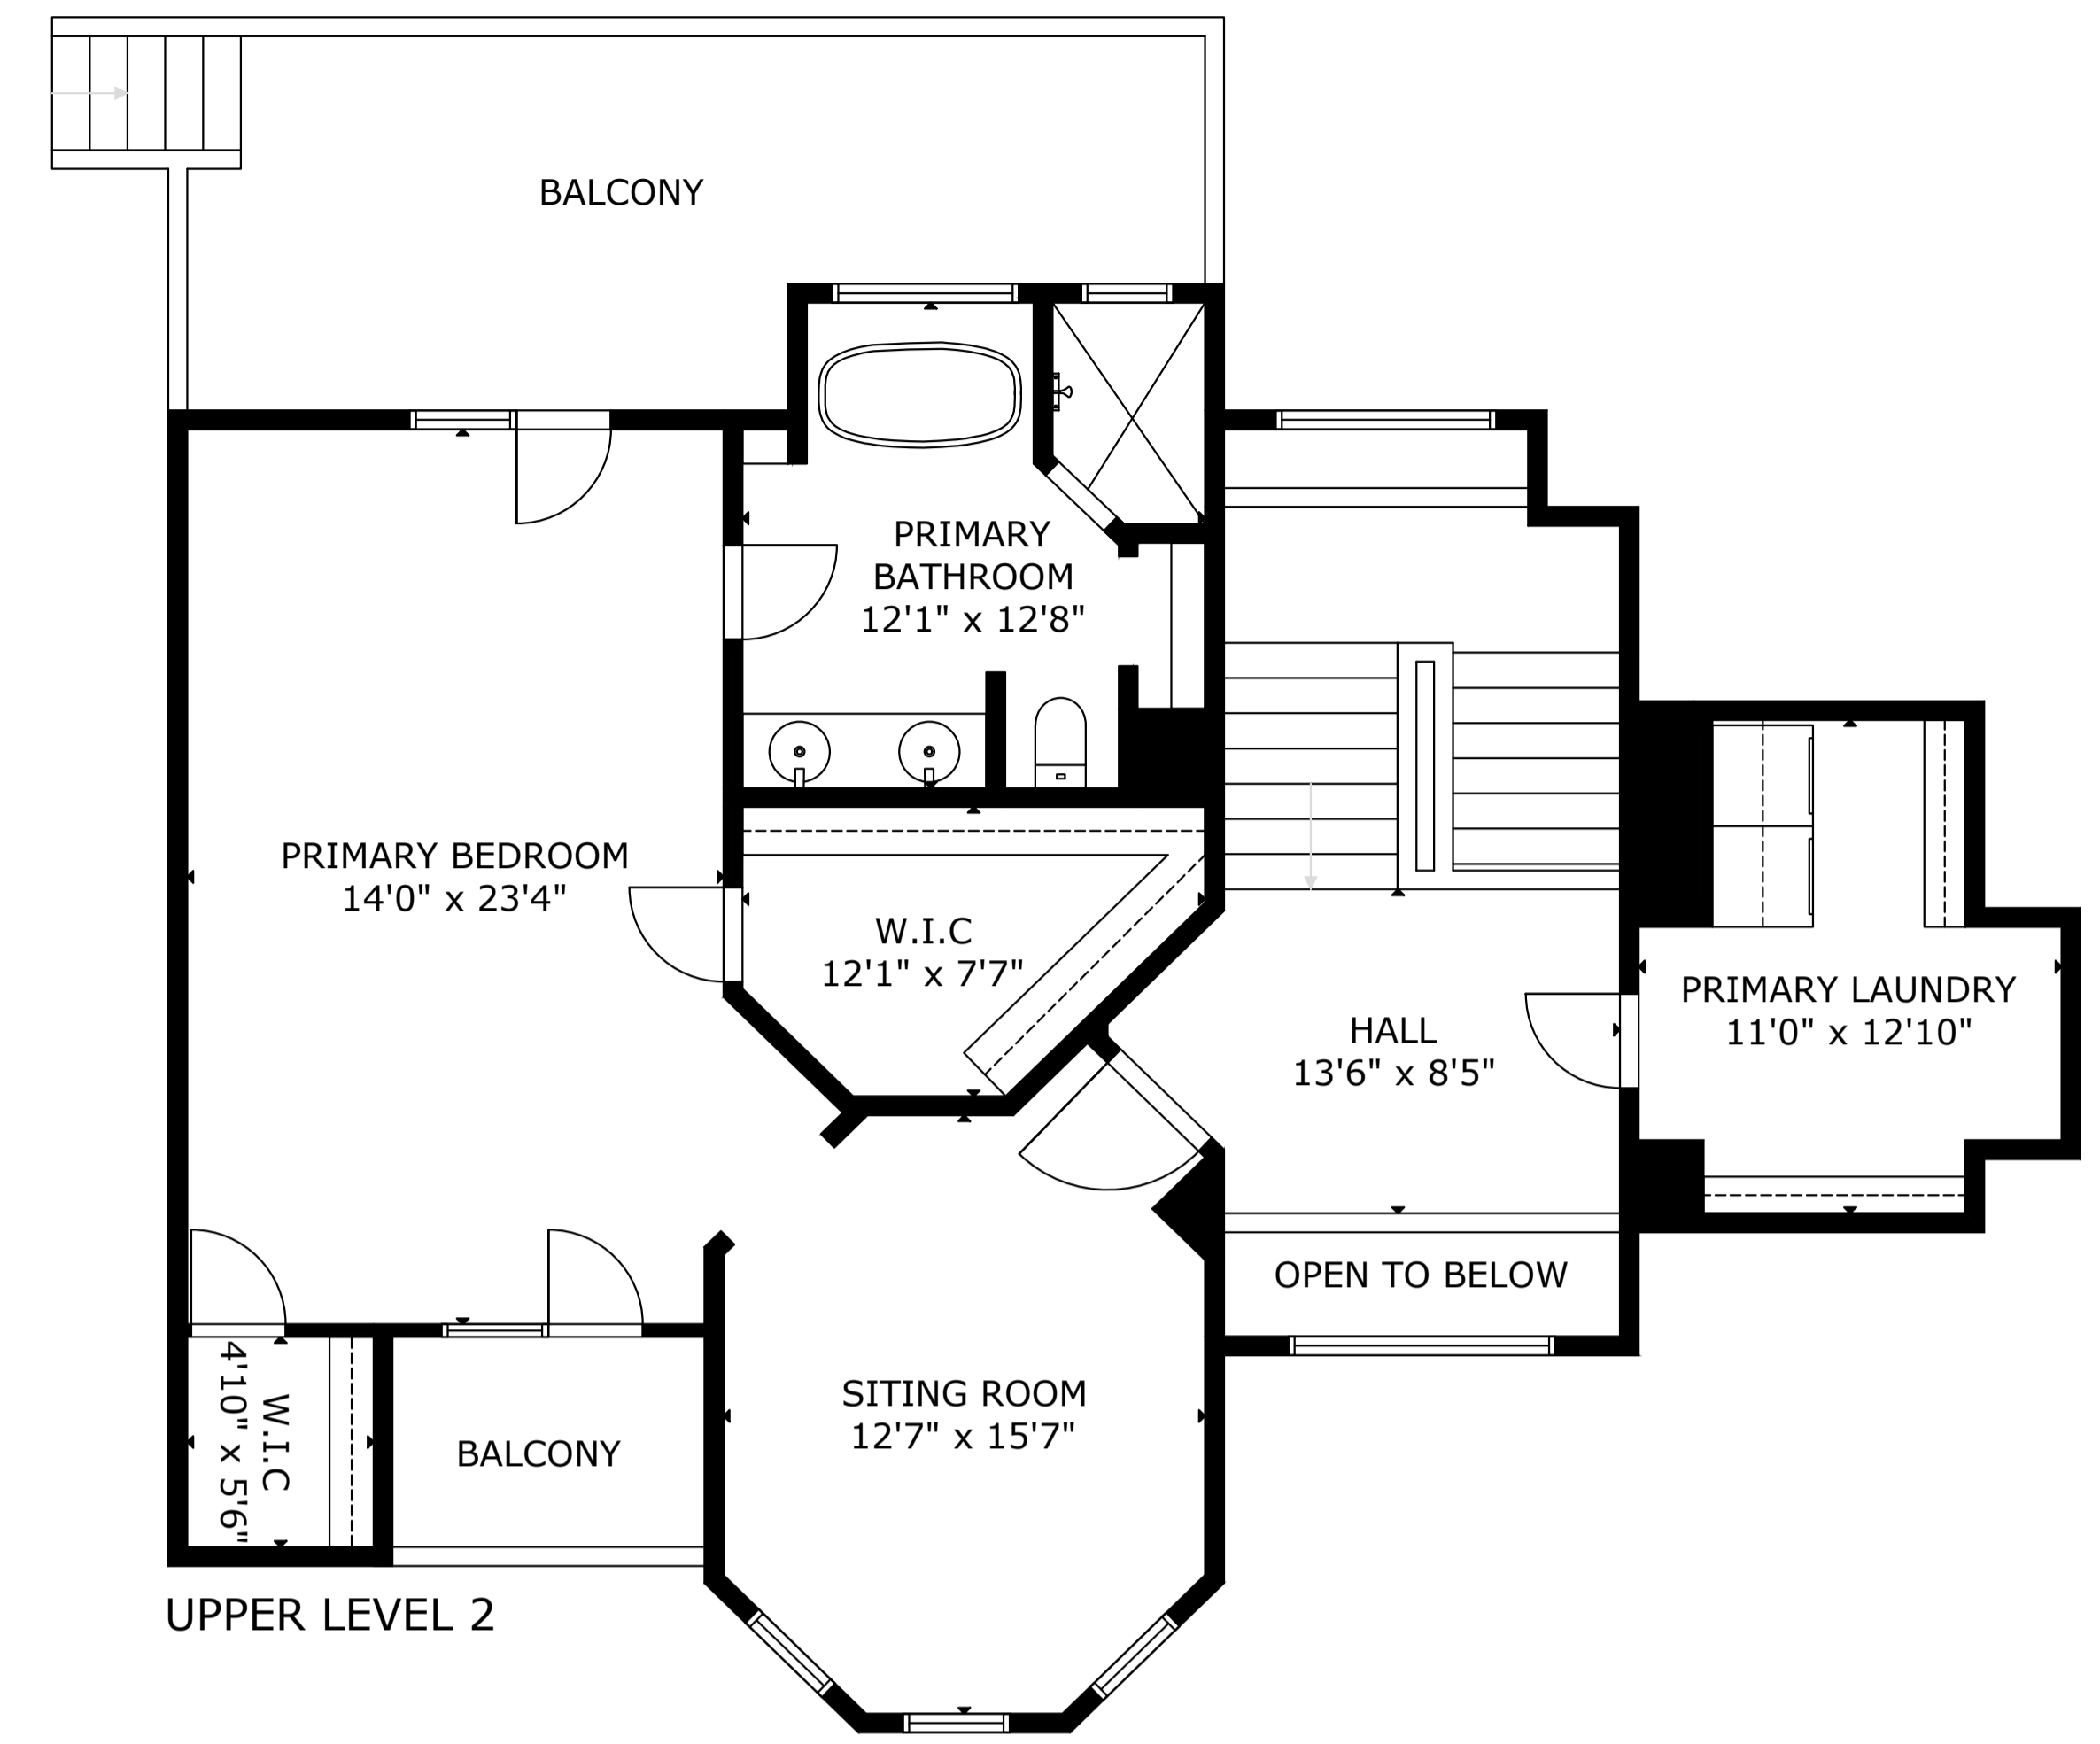 BALCONY
PRIMARY
BATHROOM
12'1" x 12'8"
PRIMARY BEDROOM
14'0" x 23'4"
W.I.C
12'1" x 7'7"
HALL
13'6" x 8'5"
PRIMARY LAUNDRY
11'0" x 12'10"
OPEN TO BELOW
W.I.C
4'10" x 5'6"
BALCONY
SITING ROOM
12'7" x 15'7"
UPPER LEVEL 2